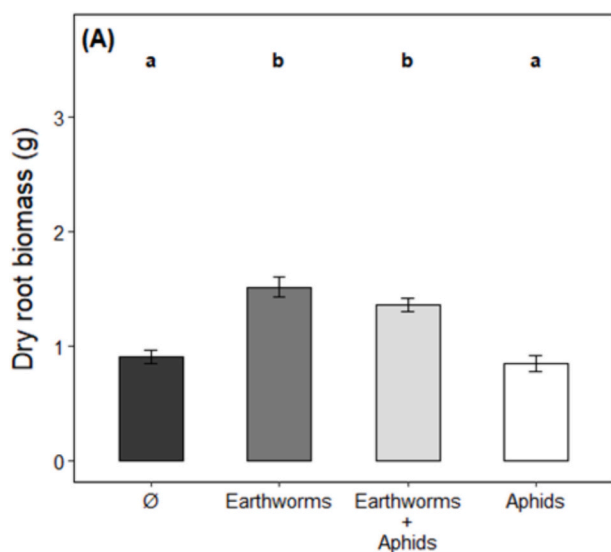 (A)
a b b a
Dry root biomass (g)
3
2
1
0
Ø Earthworms Earthworms Aphids
+
Aphids